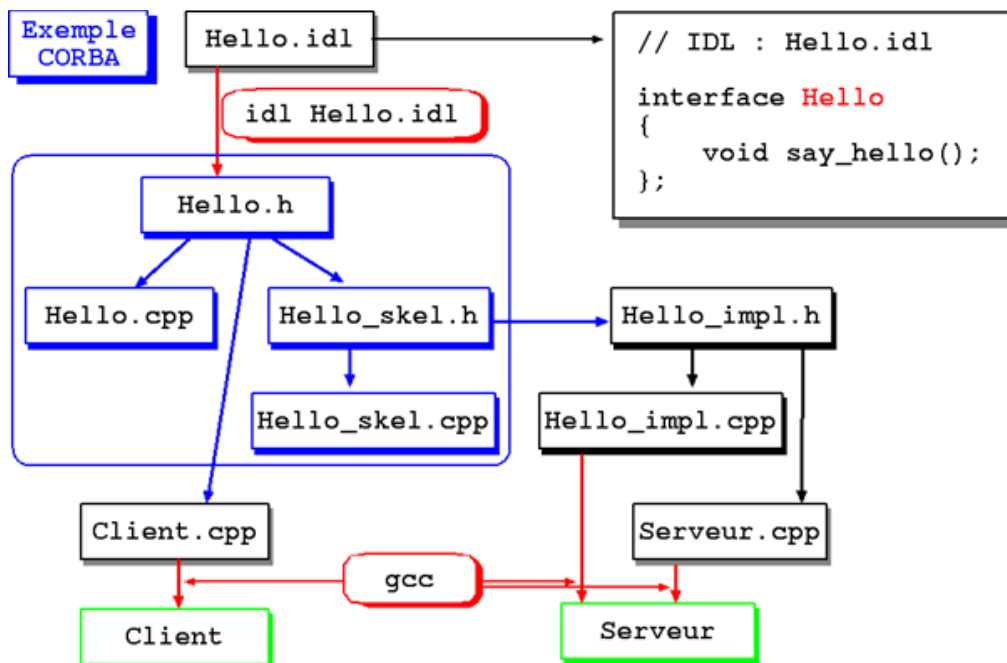 Exemple
CORBA
Hello.idl
// IDL : Hello.idl
interface Hello
{
void say_hello();
};
idl Hello.idl
Hello.h
Hello.cpp
Hello_skel.h
Hello_impl.h
Hello_skel.cpp
Hello_impl.cpp
Client.cpp
Serveur.cpp
gcc
Client
Serveur